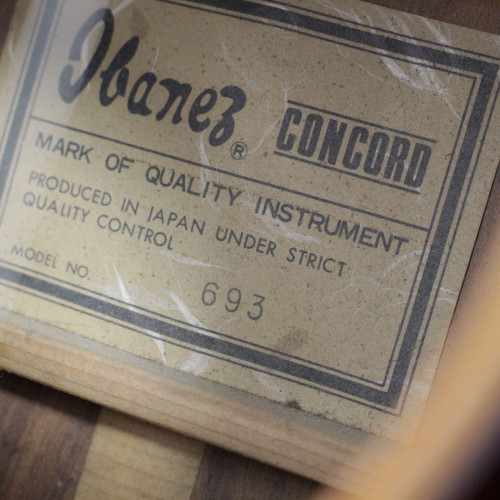 Ibanez® CONCORD
MARK OF QUALITY INSTRUMENT
PRODUCED IN JAPAN UNDER STRICT
QUALITY CONTROL
MODEL NO. 693